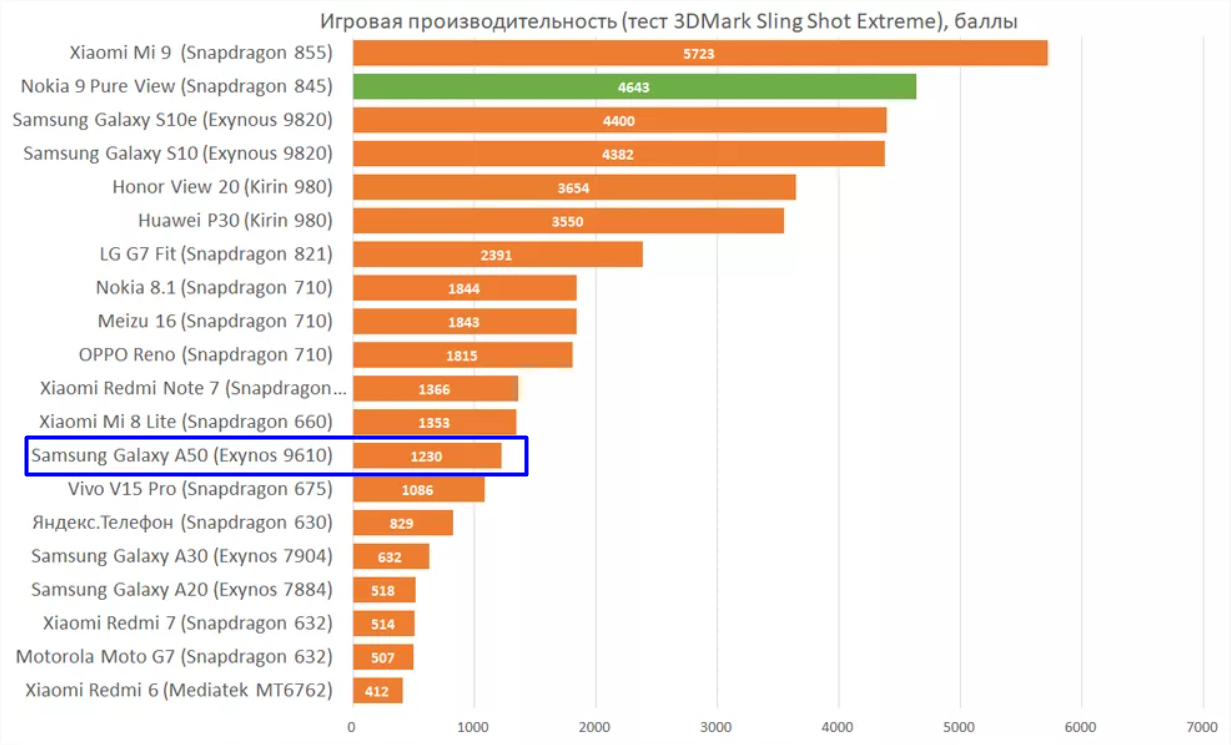 Игровая производительность (тест 3DMark Sling Shot Extreme), баллы
Xiaomi Mi 9 (Snapdragon 855) 5723
Nokia 9 Pure View (Snapdragon 845) 4643
Samsung Galaxy S10e (Exynous 9820) 4400
Samsung Galaxy S10 (Exynous 9820) 4382
Honor View 20 (Kirin 980) 3654
Huawei P30 (Kirin 980) 3550
LG G7 Fit (Snapdragon 821) 2391
Nokia 8.1 (Snapdragon 710) 1844
Meizu 16 (Snapdragon 710) 1843
OPPO Reno (Snapdragon 710) 1815
Xiaomi Redmi Note 7 (Snapdragon... 1366
Xiaomi Mi 8 Lite (Snapdragon 660) 1353
Samsung Galaxy A50 (Exynos 9610) 1230
Vivo V15 Pro (Snapdragon 675) 1086
Яндекс.Телефон (Snapdragon 630) 829
Samsung Galaxy A30 (Exynos 7904) 632
Samsung Galaxy A20 (Exynos 7884) 518
Xiaomi Redmi 7 (Snapdragon 632) 514
Motorola Moto G7 (Snapdragon 632) 507
Xiaomi Redmi 6 (Mediatek MT6762) 412
0 1000 2000 3000 4000 5000 6000 7000